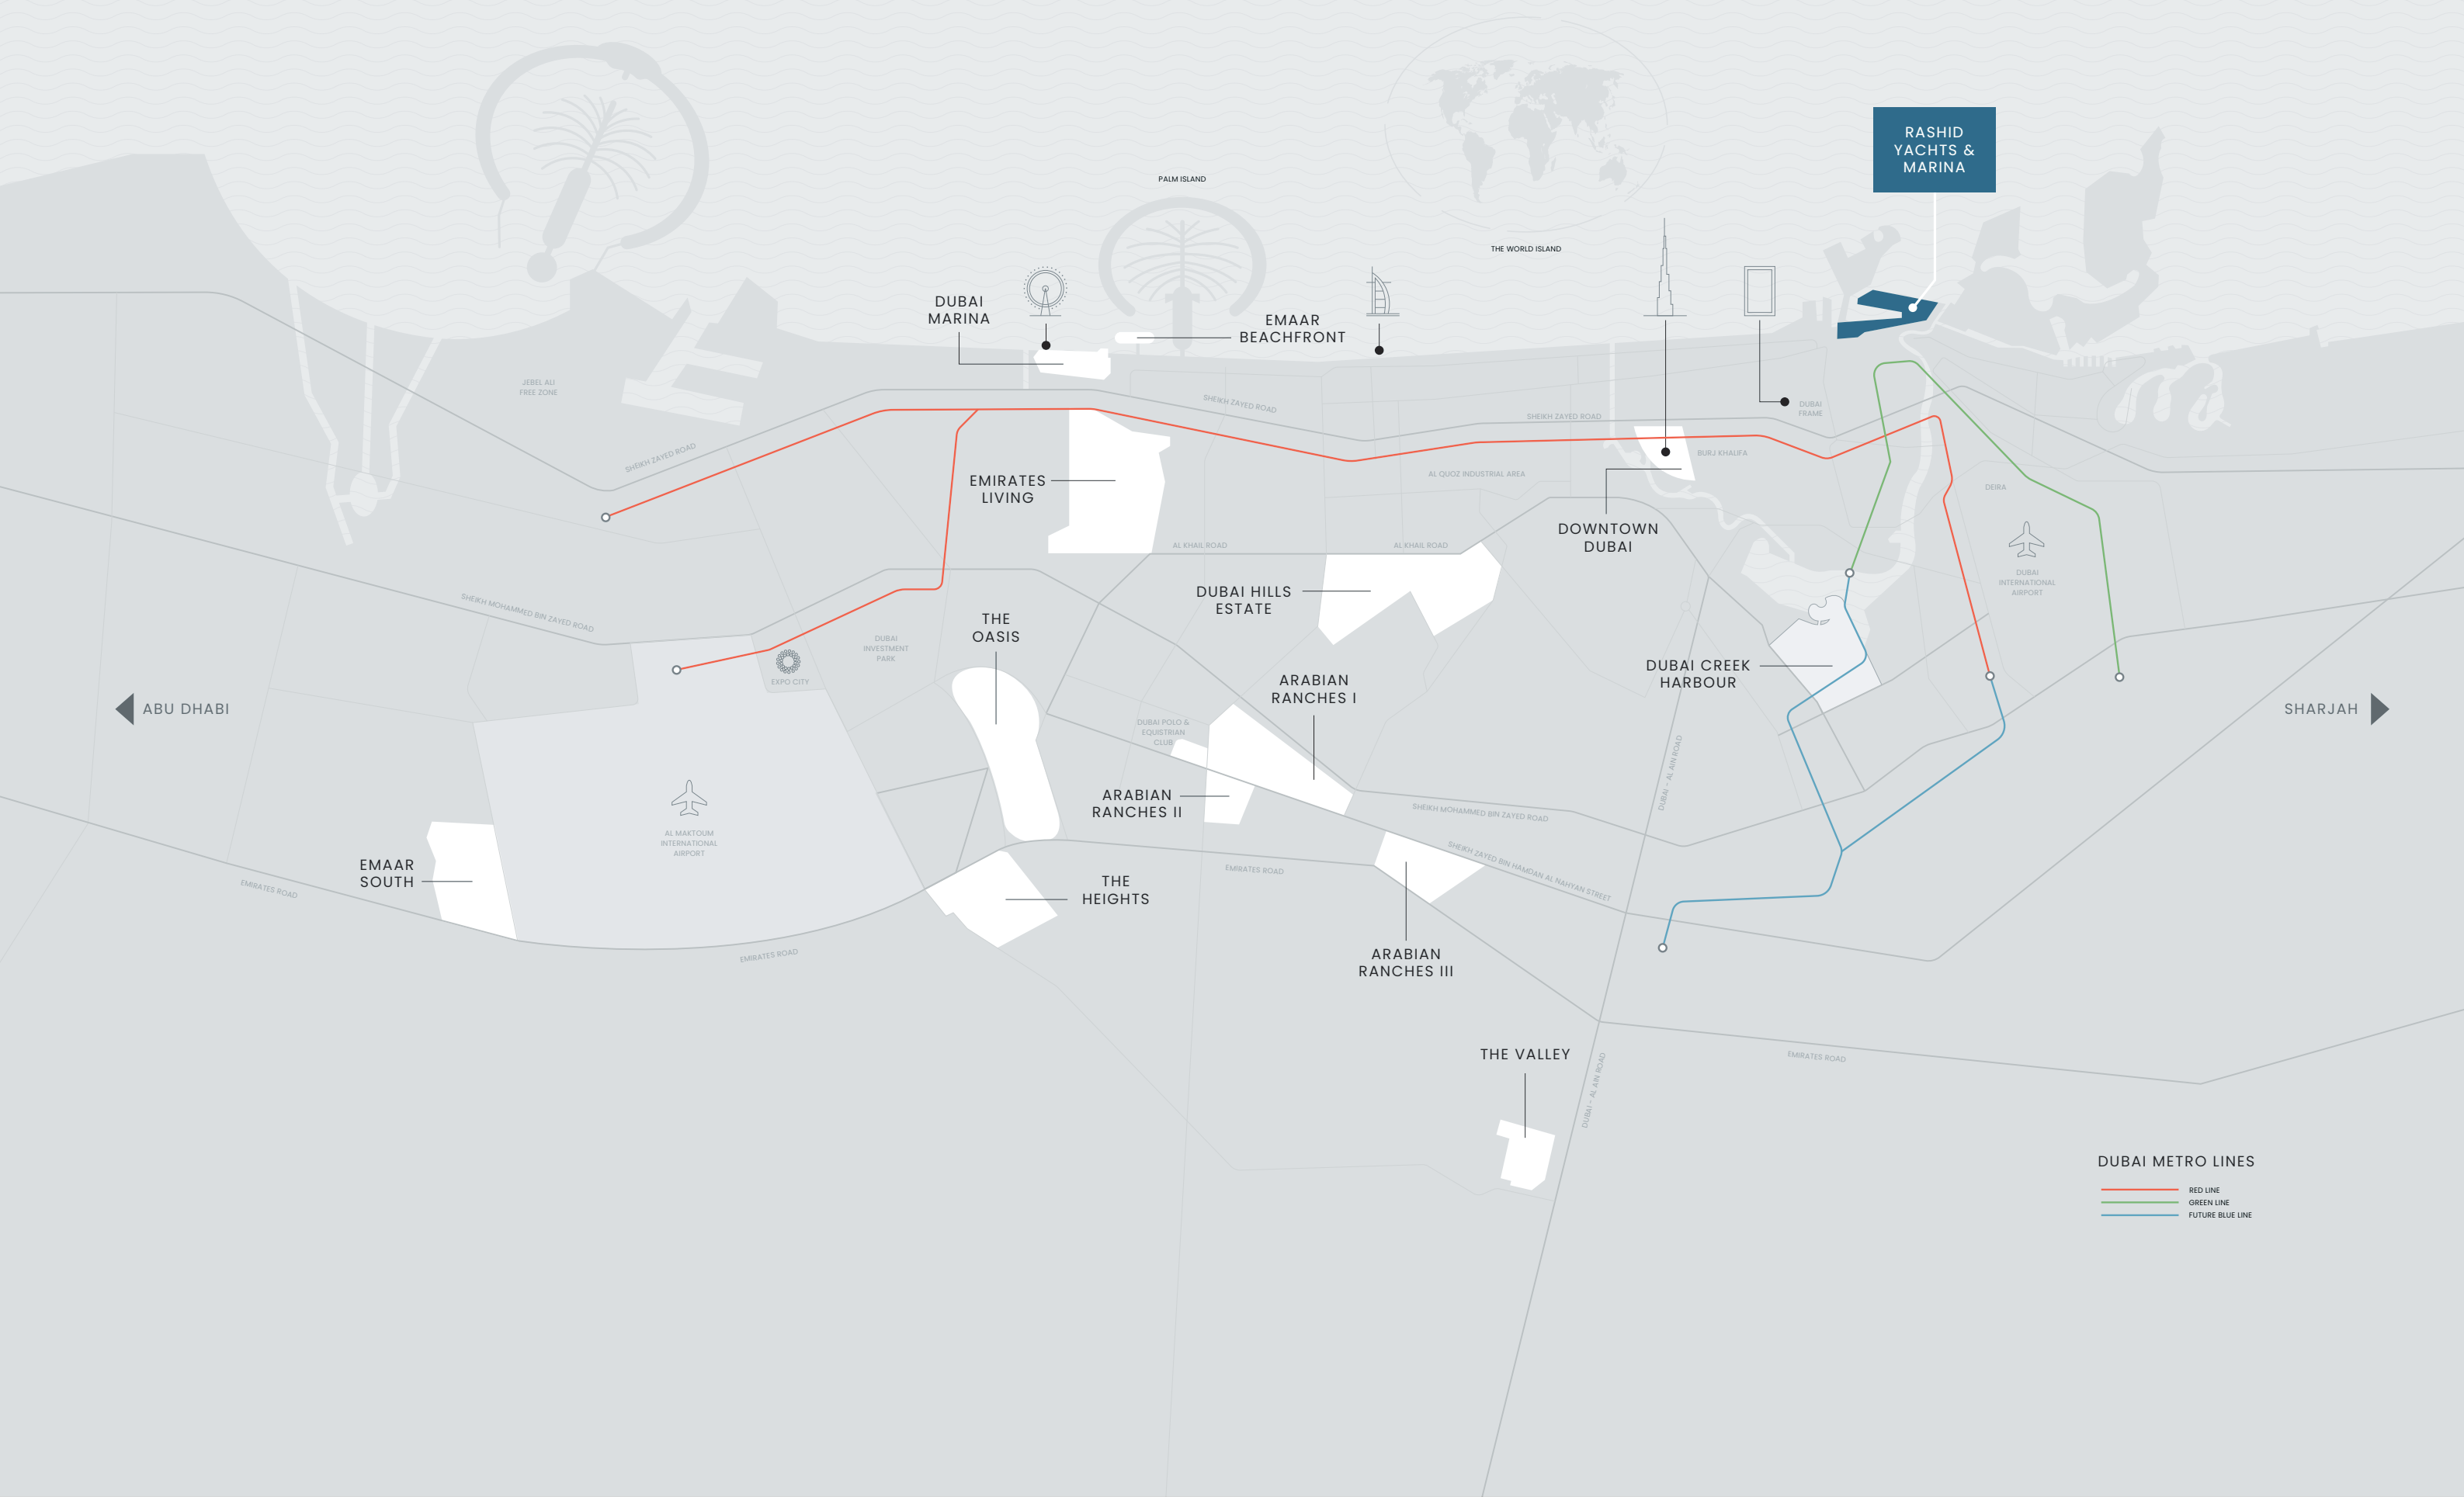 RASHID
YACHTS &
MARINA
PALM ISLAND
THE WORLD ISLAND
DUBAI
MARINA
EMAAR
BEACHFRONT
JEBEL ALI
FREE ZONE
SHEIKH ZAYED ROAD
SHEIKH ZAYED ROAD
SHEIKH ZAYED ROAD
DUBAI
FRAME
BURJ KHALIFA
AL QUOZ INDUSTRIAL AREA
EMIRATES
LIVING
DEIRA
DOWNTOWN
DUBAI
AL KHAIL ROAD
AL KHAIL ROAD
DUBAI
INTERNATIONAL
AIRPORT
DUBAI HILLS
ESTATE
SHEIKH MOHAMMED BIN ZAYED ROAD
THE
OASIS
DUBAI
INVESTMENT
PARK
EXPO CITY
DUBAI CREEK
HARBOUR
ARABIAN
RANCHES I
ABU DHABI
SHARJAH
DUBAI POLO &
EQUISTRIAN
CLUB
DUBAI - AL AIN ROAD
ARABIAN
RANCHES II
SHEIKH MOHAMMED BIN ZAYED ROAD
AL MAKTOUM
INTERNATIONAL
AIRPORT
SHEIKH ZAYED BIN HAMDAN AL NAHYAN STREET
EMAAR
SOUTH
EMIRATES ROAD
EMIRATES ROAD
THE
HEIGHTS
EMIRATES ROAD
ARABIAN
RANCHES III
THE VALLEY
EMIRATES ROAD
DUBAI - AL AIN ROAD
DUBAI METRO LINES
RED LINE
GREEN LINE
FUTURE BLUE LINE